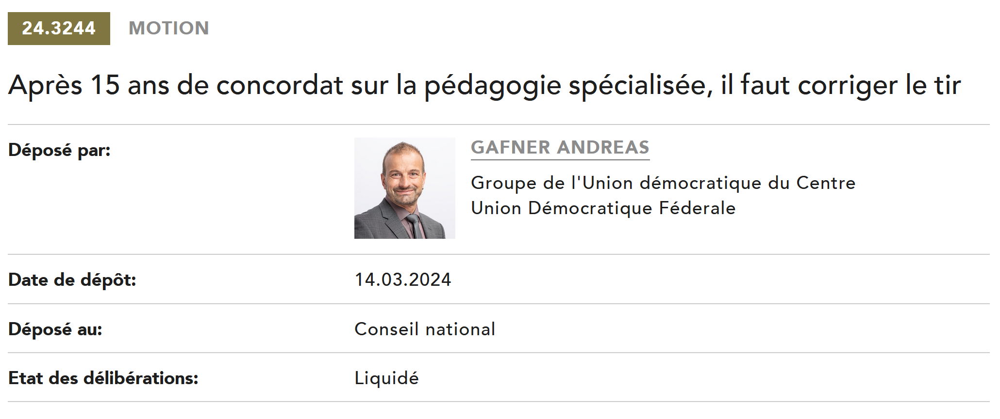 24.3244 MOTION
Après 15 ans de concordat sur la pédagogie spécialisée, il faut corriger le tir
Déposé par: GAFNER ANDREAS
Groupe de l'Union démocratique du Centre
Union Démocratique Féderale
Date de dépôt: 14.03.2024
Déposé au: Conseil national
Etat des délibérations: Liquidé